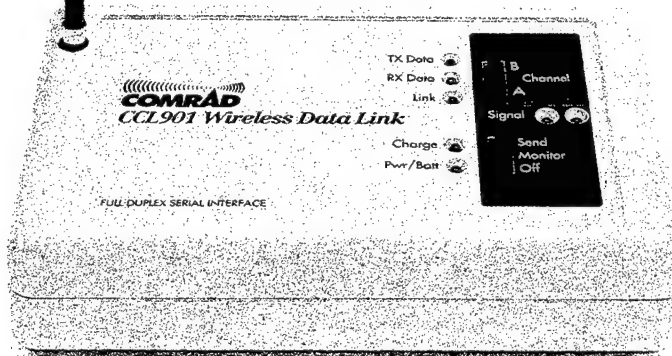 TX Data
RX Data
Link
COMRAD
CCL901 Wireless Data Link
Charge
Pwr/Batt
FULL DUPLEX SERIAL INTERFACE
B
Channel
A
Signal
Send
Monitor
Off